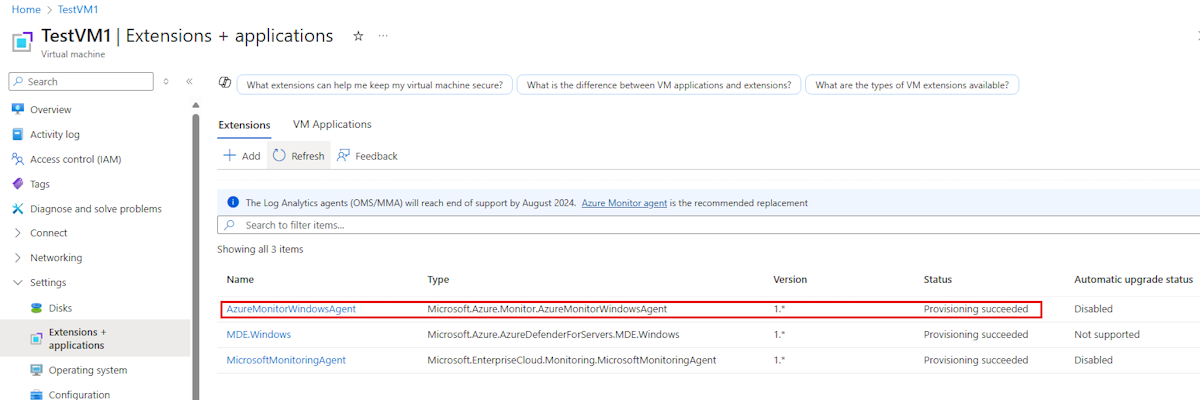 Home > TestVM1
TestVM1 | Extensions + applications
Virtual machine
Search
What extensions can help me keep my virtual machine secure?
What is the difference between VM applications and extensions?
What are the types of VM extensions available?
Overview
Activity log
Access control (IAM)
Tags
Diagnose and solve problems
Connect
Networking
Settings
Disks
Extensions +
applications
Operating system
Configuration
Extensions VM Applications
Add Refresh Feedback
The Log Analytics agents (OMS/MMA) will reach end of support by August 2024. Azure Monitor agent is the recommended replacement
Search to filter items...
Showing all 3 items
Name Type Version Status Automatic upgrade status
AzureMonitorWindowsAgent Microsoft.Azure.Monitor.AzureMonitorWindowsAgent 1.* Provisioning succeeded Disabled
MDE.Windows Microsoft.Azure.AzureDefenderForServers.MDE.Windows 1.* Provisioning succeeded Not supported
MicrosoftMonitoringAgent Microsoft.EnterpriseCloud.Monitoring.MicrosoftMonitoringAgent 1.* Provisioning succeeded Disabled